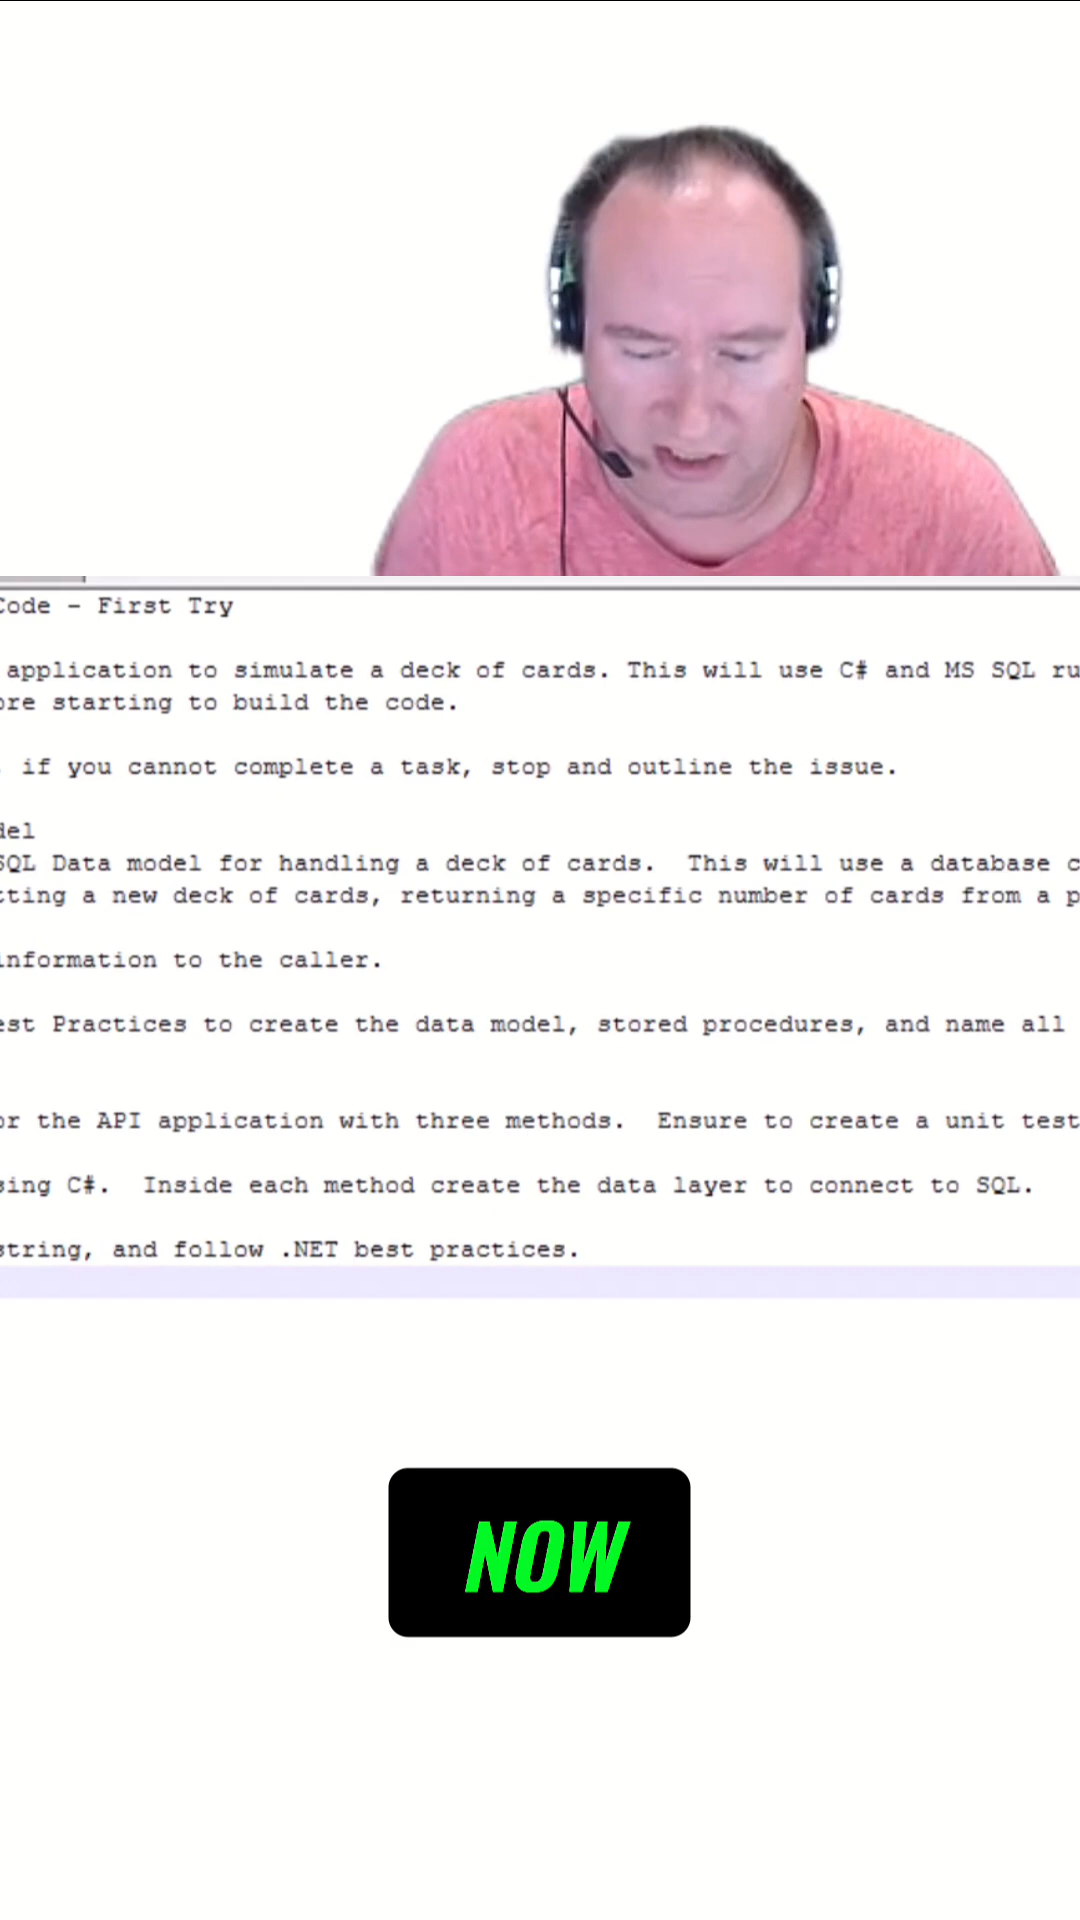 Code - First Try
application to simulate a deck of cards. This will use C# and MS SQL ru
ore starting to build the code.
if you cannot complete a task, stop and outline the issue.
del
SQL Data model for handling a deck of cards.  This will use a database c
tting a new deck of cards, returning a specific number of cards from a p
information to the caller.
est Practices to create the data model, stored procedures, and name all
or the API application with three methods.  Ensure to create a unit test
sing C#.  Inside each method create the data layer to connect to SQL.
string, and follow .NET best practices.
NOW